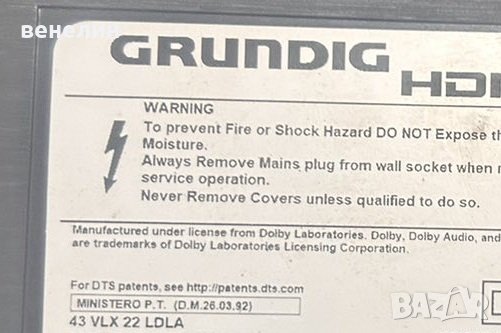 венелин
GRUNDIG
HD
WARNING
To prevent Fire or Shock Hazard DO NOT Expose
Moisture.
Always Remove Mains plug from wall socket when
service operation.
Never Remove Covers unless qualified to do so.
Manufactured under license from Dolby Laboratories. Dolby, Dolby Audio, and
are trademarks of Dolby Laboratories Licensing Corporation.
For DTS patents, see http://patents.dts.com
MINISTERO P.T. (D.M.26.03.92)
43 VLX 22 LDLA
bazar